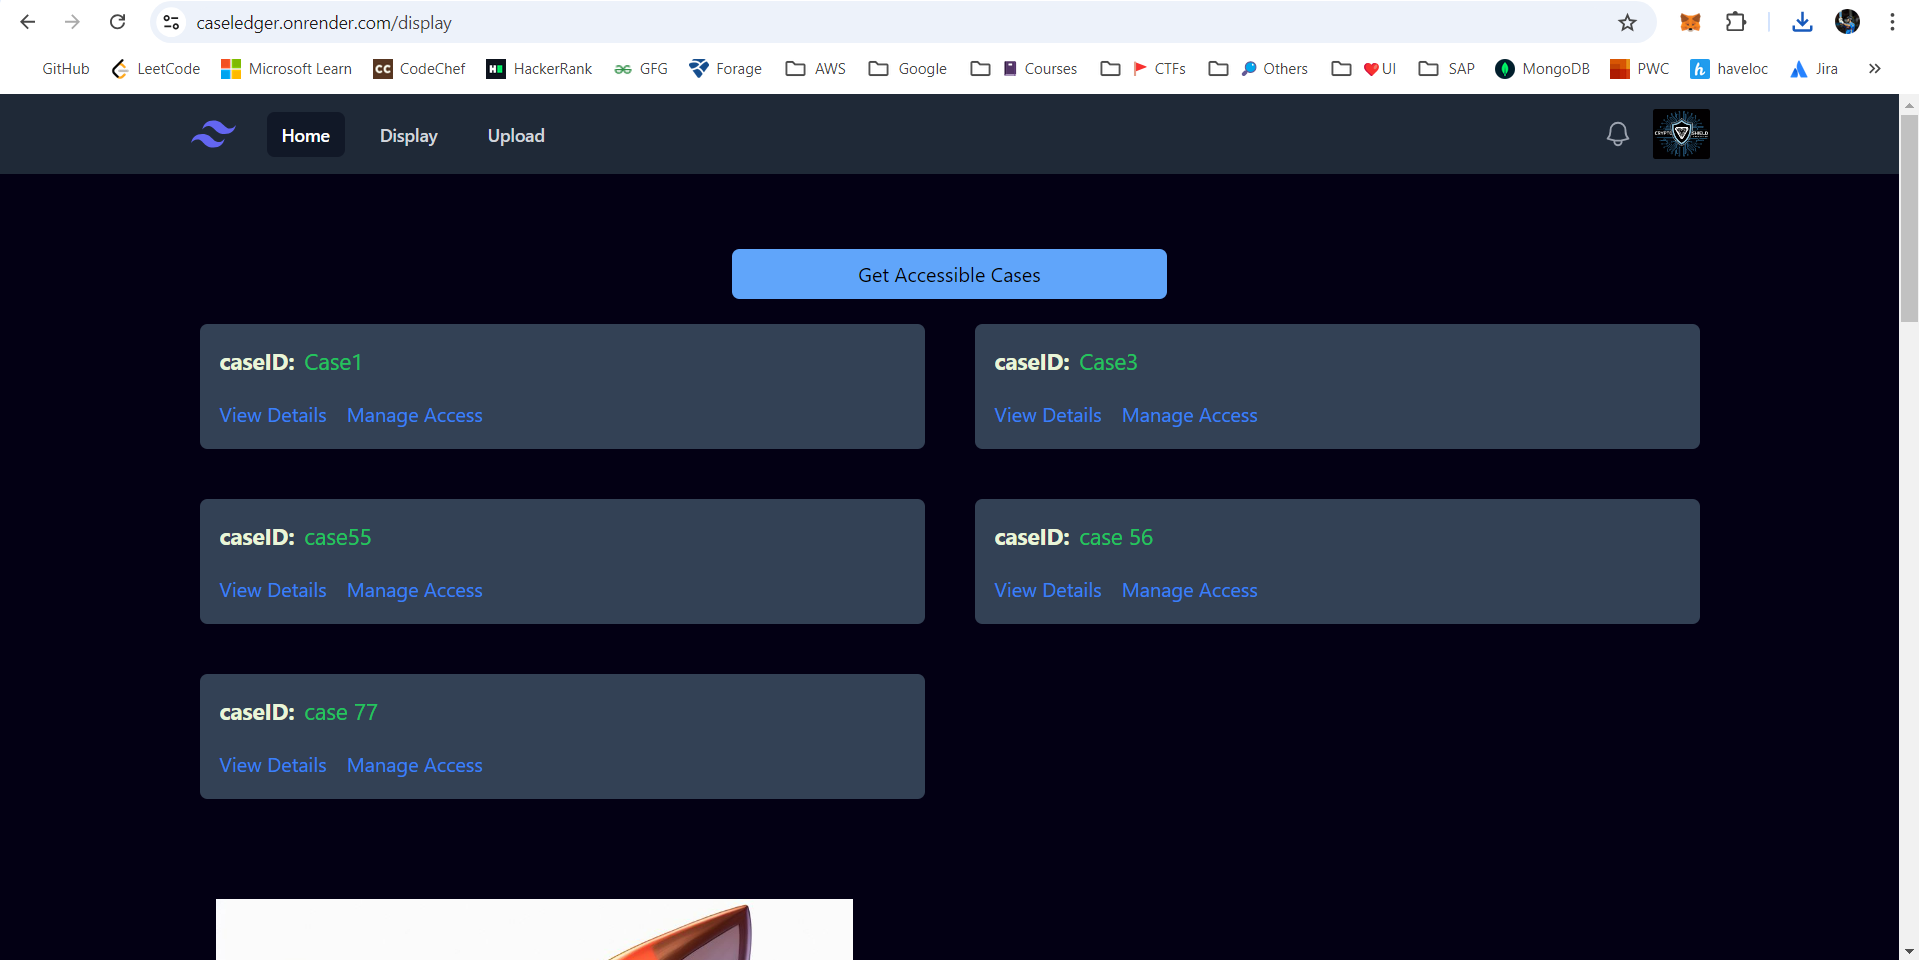 caseledger.onrender.com/display
GitHub LeetCode Microsoft Learn CC CodeChef H HackerRank GFG Forage AWS Google Courses CTFs Others UI SAP MongoDB PWC h haveloc Jira »
Home Display Upload CRYPTO SHIELD
Get Accessible Cases
caseID: Case1
View Details Manage Access
caseID: Case3
View Details Manage Access
caseID: case55
View Details Manage Access
caseID: case 56
View Details Manage Access
caseID: case 77
View Details Manage Access